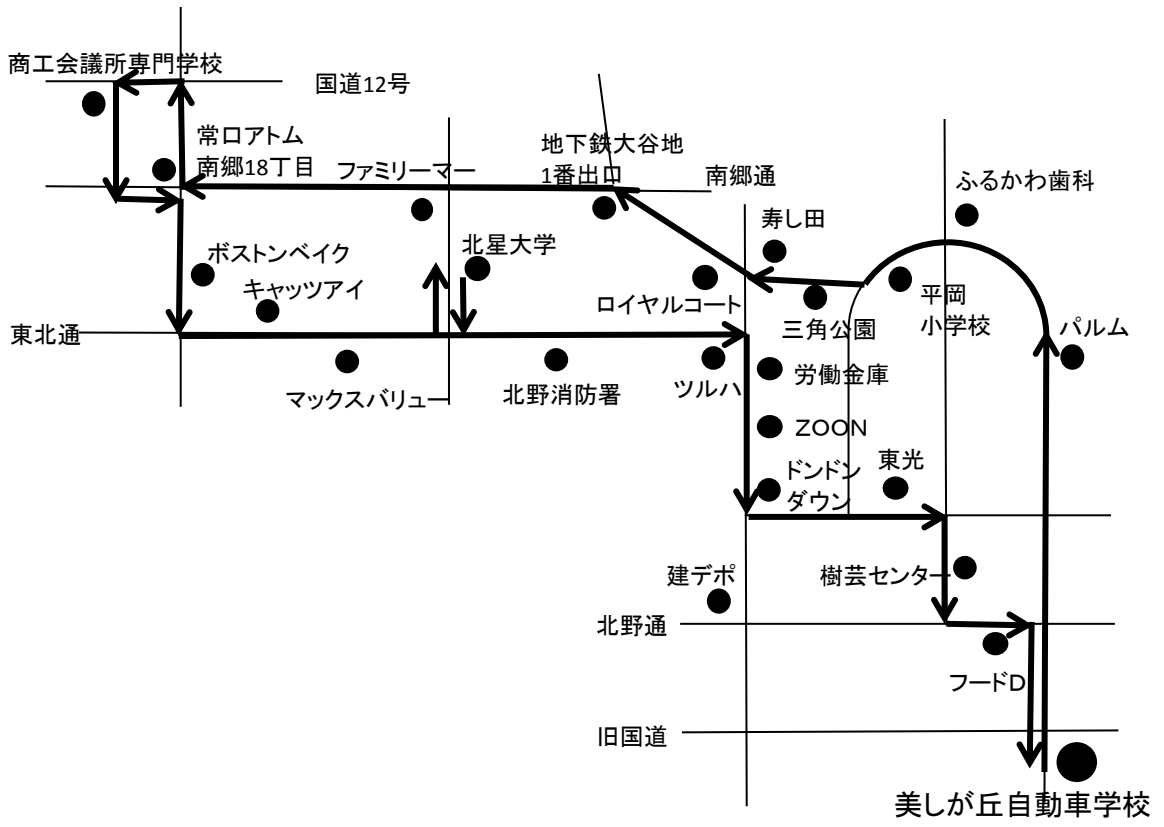 商工会議所専門学校
国道12号
常口アトム
南郷18丁目
ファミリーマー
地下鉄大谷地
1番出口
南郷通
ふるかわ歯科
寿し田
ボストンベイク
北星大学
キャッツアイ
ロイヤルコート
平岡
小学校
三角公園
パルム
東北通
マックスバリュー
北野消防署
ツルハ
労働金庫
ZOON
ドンドン
ダウン
東光
建デポ
樹芸センター
北野通
フードD
旧国道
美しが丘自動車学校